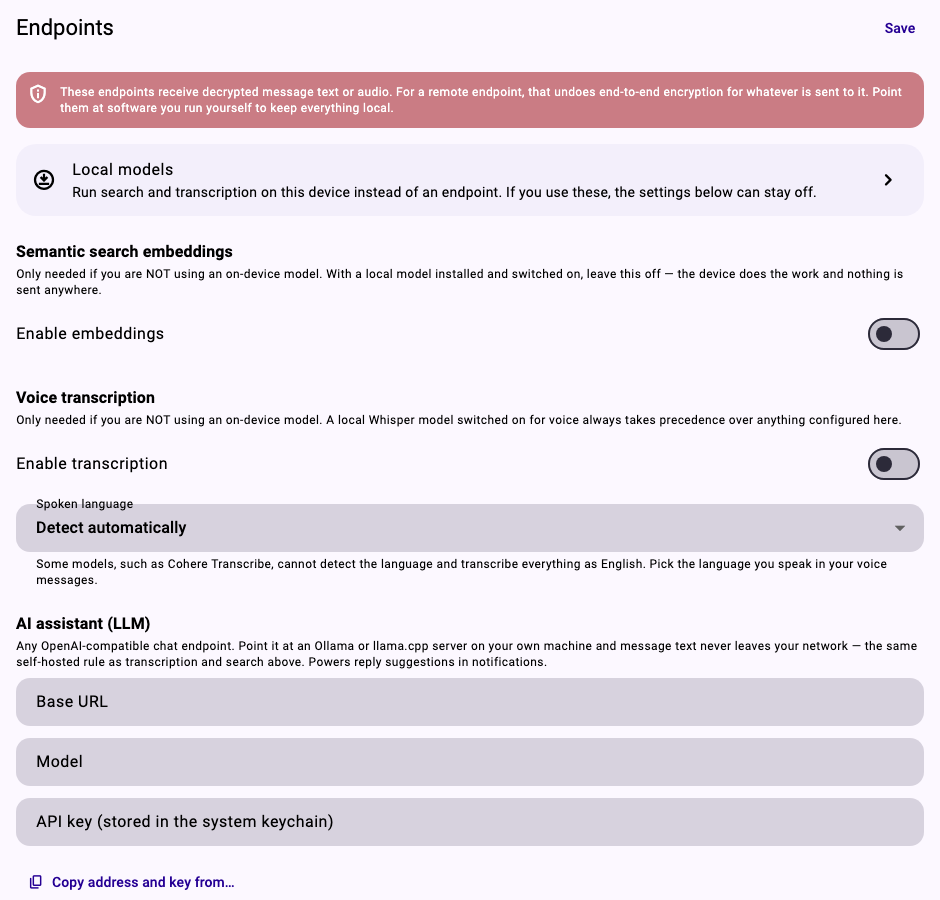 Endpoints
Save
These endpoints receive decrypted message text or audio. For a remote endpoint, that undoes end-to-end encryption for whatever is sent to it. Point
them at software you run yourself to keep everything local.
Local models
Run search and transcription on this device instead of an endpoint. If you use these, the settings below can stay off.
Semantic search embeddings
Only needed if you are NOT using an on-device model. With a local model installed and switched on, leave this off — the device does the work and nothing is
sent anywhere.
Enable embeddings
Voice transcription
Only needed if you are NOT using an on-device model. A local Whisper model switched on for voice always takes precedence over anything configured here.
Enable transcription
Spoken language
Detect automatically
Some models, such as Cohere Transcribe, cannot detect the language and transcribe everything as English. Pick the language you speak in your voice
messages.
AI assistant (LLM)
Any OpenAI-compatible chat endpoint. Point it at an Ollama or llama.cpp server on your own machine and message text never leaves your network — the same
self-hosted rule as transcription and search above. Powers reply suggestions in notifications.
Base URL
Model
API key (stored in the system keychain)
Copy address and key from…